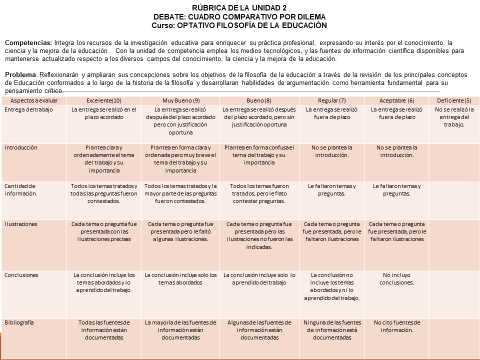 RÚBRICA DE LA UNIDAD 2
DEBATE: CUADRO COMPARATIVO POR DILEMA
Curso: OPTATIVO FILOSOFÍA DE LA EDUCACIÓN
Competencias: Integra los recursos de la investigación educativa para enriquecer su práctica profesional, expresando su interés por el conocimiento, la
ciencia y la mejora de la educación. Con la unidad de competencia emplea los medios tecnológicos, y las fuentes de información científica disponibles para
mantenerse actualizado respecto a los diversos campos del conocimiento, la ciencia y la mejora de la educación.
Problema: Reflexionarán y ampliaran sus concepciones sobre los objetivos de la filosofía de la educación a través de la revisión de los principales conceptos
de Educación conformados a lo largo de la historia de la filosofía y desarrollaran habilidades de argumentación como herramienta fundamental para su
pensamiento crítico.
Aspectos a evaluar Excelente(10) Muy bueno (9) Bueno (8) Regular (7) Aceptable (6) Deficiente (5)
Entrega del trabajo
La entrega se realizó en el
plazo acordado
La entrega se realizó
después del plazo acordado
pero con justificación
oportuna
La entrega se realizó después
del plazo acordado, pero sin
justificación oportuna
La entrega se realizó
fuera de plazo
La entrega se realizó
fuera de plazo
No se realizó la
entrega del
trabajo.
Introducción
Plantea clara y
ordenadamente el tema
del trabajo y su
importancia
Plantea en forma clara y
ordenada pero muy breve el
tema del trabajo y su
importancia
Plantea en forma confusa el
tema del trabajo y su
importancia
No se plantea la
introducción.
No se plantea la
introducción.
Cantidad de
información.
Todos los temas tratados y
todas las preguntas fueron
contestados.
Todos los temas tratados y la
mayor parte de las preguntas
fueron contestados.
Todos los temas fueron
tratados, pero le falto
contestar preguntas.
Le faltaron temas y
preguntas.
Le faltaron temas y
preguntas.
Ilustraciones
Cada tema o pregunta fue
presentada con las
ilustraciones precisas
Cada tema o pregunta fue
presentada pero le faltó
algunas ilustraciones.
Cada tema o pregunta fue
presentada pero las
ilustraciones no fueron las
indicadas.
Cada tema o pregunta
fue presentada, pero le
faltaron ilustraciones
Cada tema o pregunta
fue presentada, pero le
faltaron ilustraciones
Conclusiones
La conclusión incluye los
temas abordados y lo
aprendido del trabajo.
La conclusión incluye solo los
temas abordados
La conclusión incluye solo lo
aprendido del trabajo
La conclusión no
incluye los temas
abordados y ni lo
aprendido del trabajo.
No incluyo
conclusiones.
Bibliografía
Todas las fuentes de
información están
documentadas
La mayoría de las fuentes de
información están
documentadas
Algunas de las fuentes de
información están
documentadas
Ninguna de las fuentes
de información está
documentadas
No cito fuentes de
información.